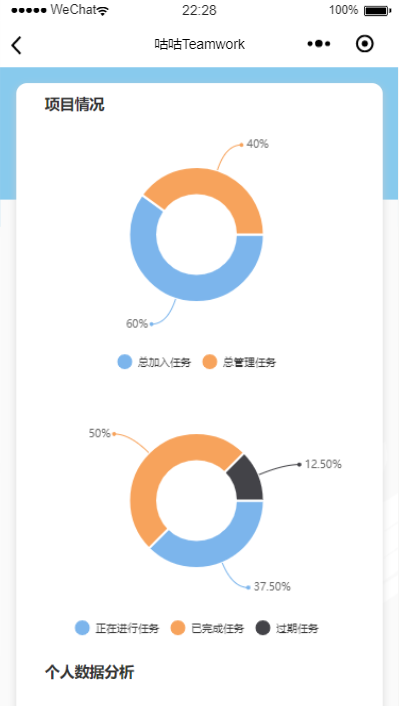 WeChat 22:28 100%
咕咕Teamwork
项目情况
40%
60%
总加入任务 总管理任务
50%
12.50%
37.50%
正在进行任务 已完成任务 过期任务
个人数据分析